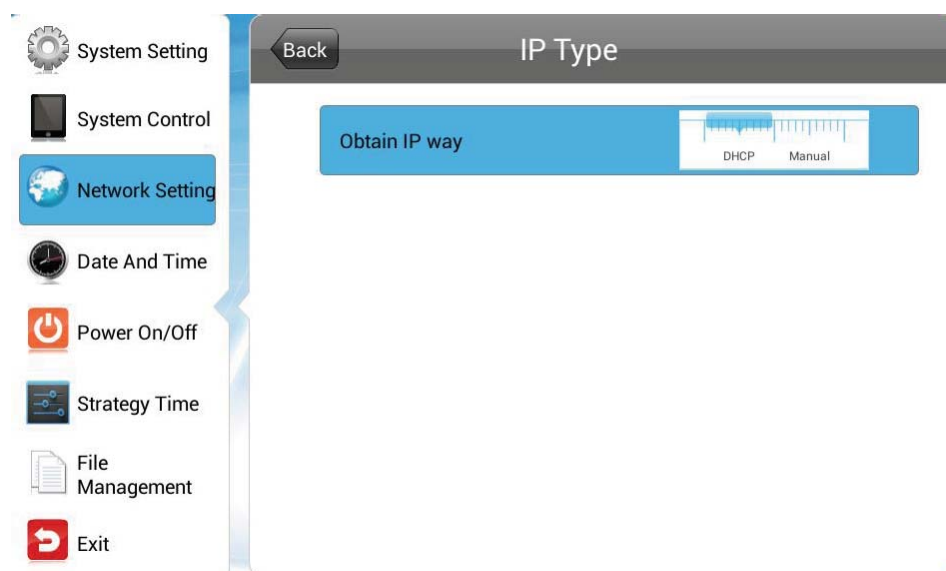 System Setting
System Control
Network Setting
Date And Time
Power On/Off
Strategy Time
File
Management
Exit
Back
IP Type
Obtain IP way
DHCP Manual